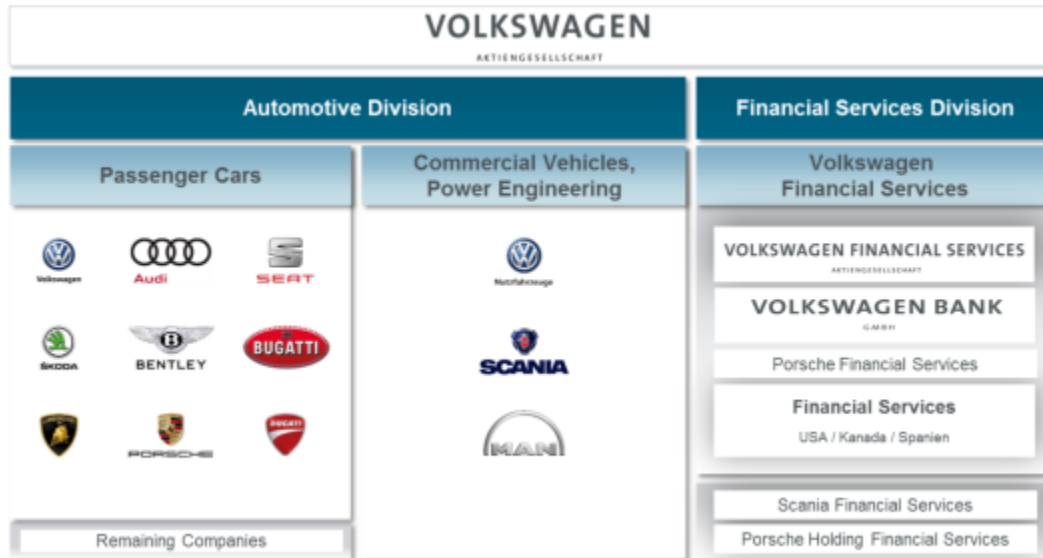 VOLKSWAGEN
AKTIENGESELLSCHAFT
Automotive Division
Financial Services Division
Passenger Cars
Commercial Vehicles,
Power Engineering
Volkswagen
Financial Services
Volkswagen
Audi
SEAT
ŠKODA
BENTLEY
BUGATTI
PORSCHE
DUCATI
Nutzfahrzeuge
SCANIA
MAN
VOLKSWAGEN FINANCIAL SERVICES
AKTIENGESELLSCHAFT
VOLKSWAGEN BANK
GMBH
Porsche Financial Services
Financial Services
USA / Kanada / Spanien
Scania Financial Services
Porsche Holding Financial Services
Remaining Companies